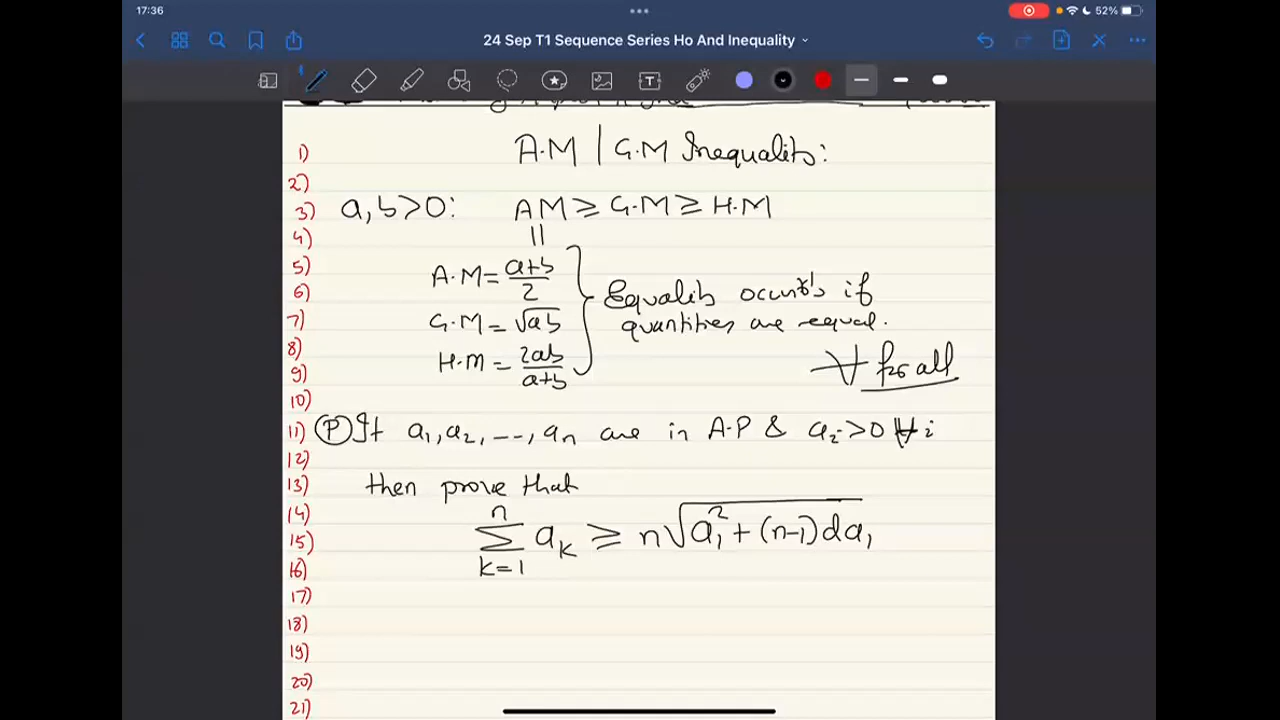 17:36
52%
24 Sep T1 Sequence Series Ho And Inequality
1) A.M | G.M Inequality:
2)
3) a, b > 0: AM ≥ G.M ≥ H.M
4) ||
5) A.M = a+b/2
6) Equality occurs if
7) G.M = √ab quantities are equal.
8) H.M = 2ab/a+b
9) ∀ for all
10)
11) (P) If a₁, a₂, ---, aₙ are in A.P & aᵢ > 0 ∀ i
12)
13) then prove that
14)
15) n ∑ k=1 aₖ ≥ n√a₁² + (n-1)da₁
16)
17)
18)
19)
20)
21)